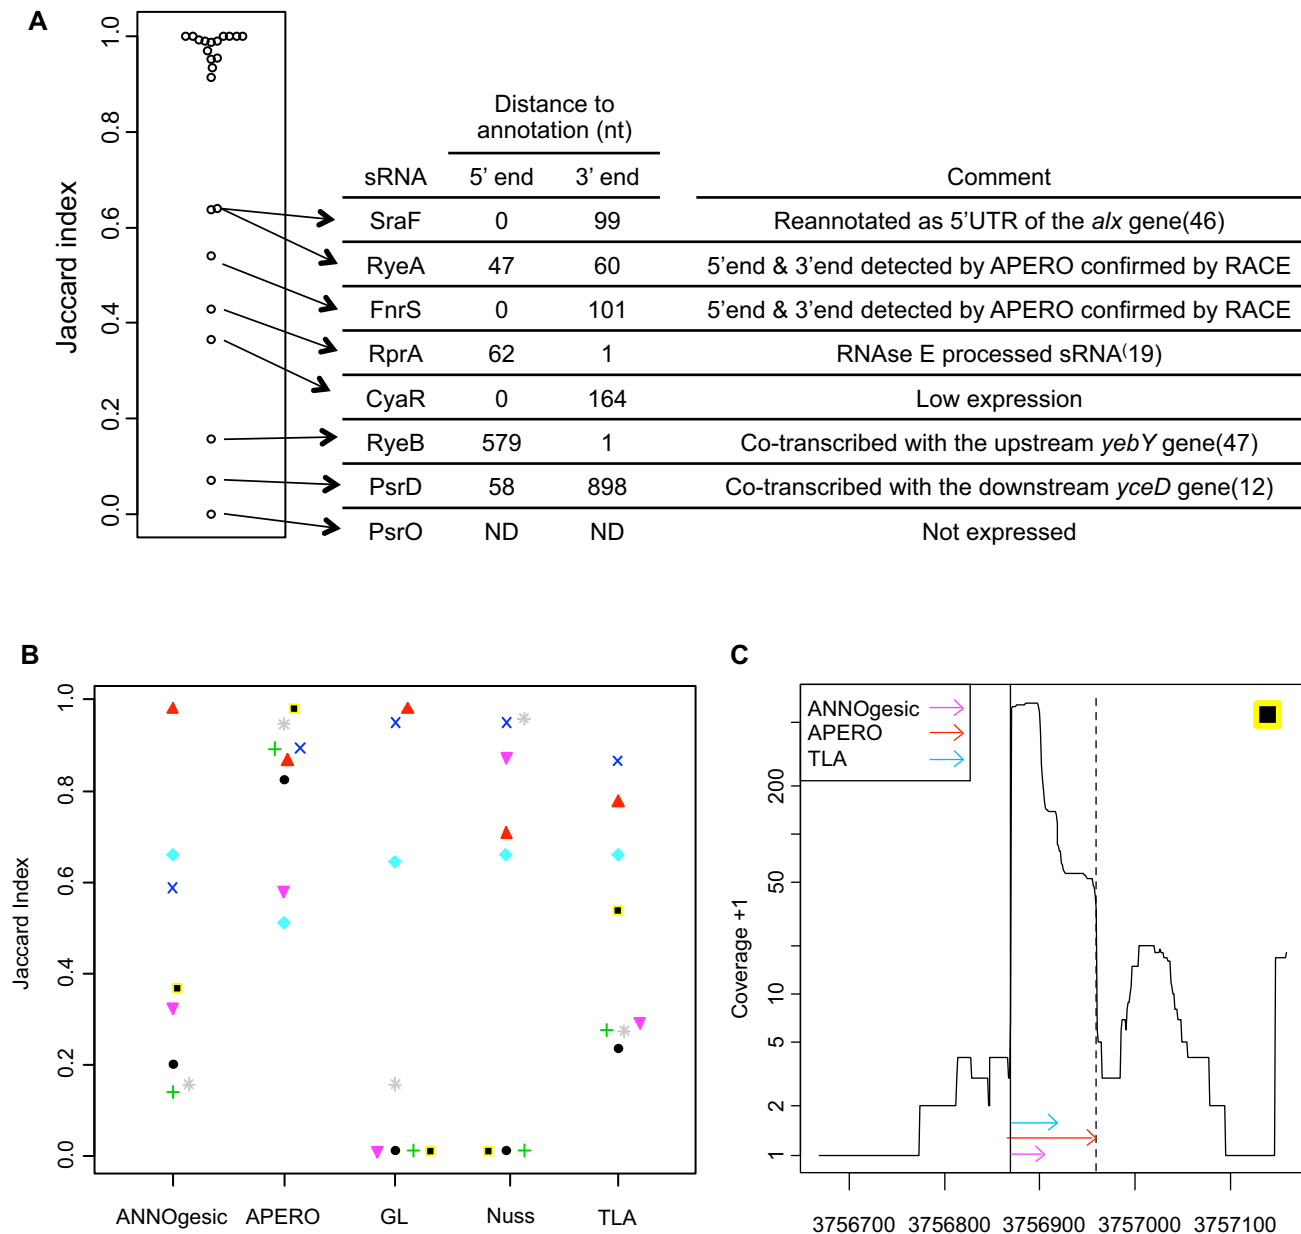 A
Jaccard index
0.0
0.2
0.4
0.6
0.8
1.0
Distance to
annotation (nt)
sRNA 5' end 3' end Comment
SraF 0 99 Reannotated as 5'UTR of the alx gene(46)
RyeA 47 60 5'end & 3'end detected by APERO confirmed by RACE
FnrS 0 101 5'end & 3'end detected by APERO confirmed by RACE
RprA 62 1 RNAse E processed sRNA(19)
CyaR 0 164 Low expression
RyeB 579 1 Co-transcribed with the upstream yebY gene(47)
PsrD 58 898 Co-transcribed with the downstream yceD gene(12)
PsrO ND ND Not expressed
B
Jaccard Index
0.0
0.2
0.4
0.6
0.8
1.0
ANNOgesic APERO GL Nuss TLA
C
ANNOgesic
APERO
TLA
Coverage +1
200
50
10
5
2
1
3756700 3756800 3756900 3757000 3757100